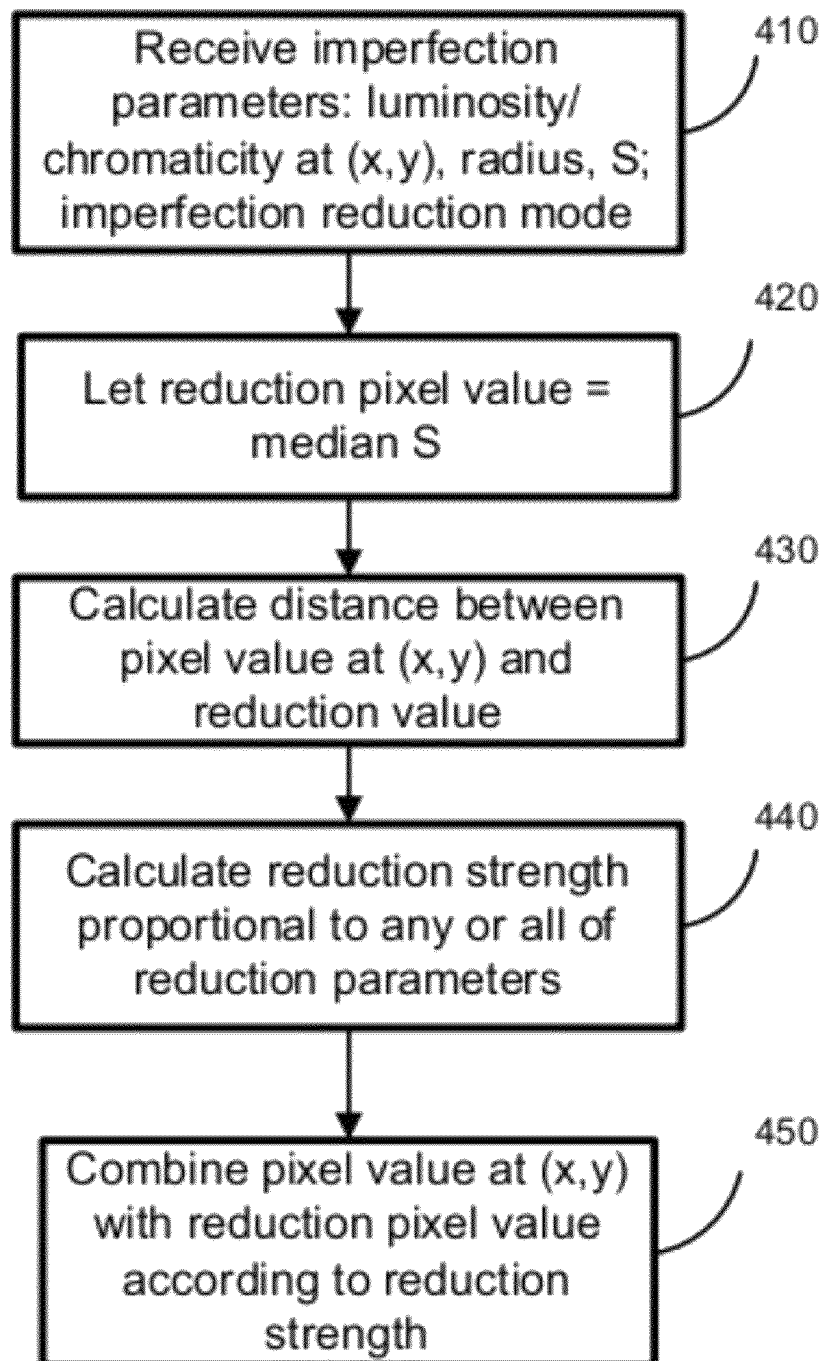 Receive imperfection
parameters: luminosity/
chromaticity at (x,y), radius, S;
imperfection reduction mode
410
Let reduction pixel value =
median S
420
Calculate distance between
pixel value at (x,y) and
reduction value
430
Calculate reduction strength
proportional to any or all of
reduction parameters
440
Combine pixel value at (x,y)
with reduction pixel value
according to reduction
strength
450